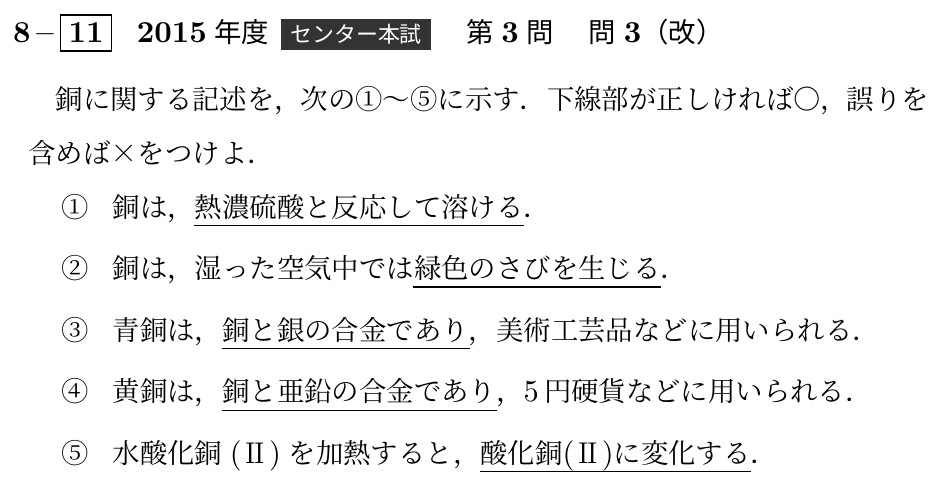 8－11 2015年度 センター本試 第3問 問3（改）
銅に関する記述を，次の①～⑤に示す．下線部が正しければ○，誤りを
含めば×をつけよ．
① 銅は，熱濃硫酸と反応して溶ける．
② 銅は，湿った空気中では緑色のさびを生じる．
③ 青銅は，銅と銀の合金であり，美術工芸品などに用いられる．
④ 黄銅は，銅と亜鉛の合金であり，5円硬貨などに用いられる．
⑤ 水酸化銅(Ⅱ)を加熱すると，酸化銅(Ⅱ)に変化する．